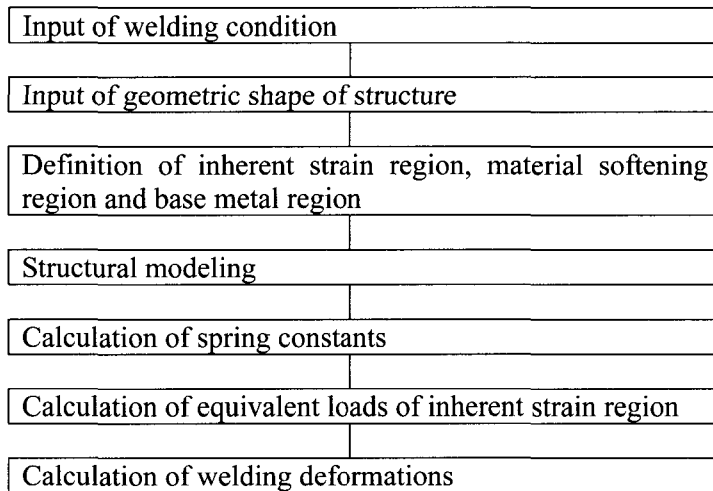 Input of welding condition
Input of geometric shape of structure
Definition of inherent strain region, material softening
region and base metal region
Structural modeling
Calculation of spring constants
Calculation of equivalent loads of inherent strain region
Calculation of welding deformations